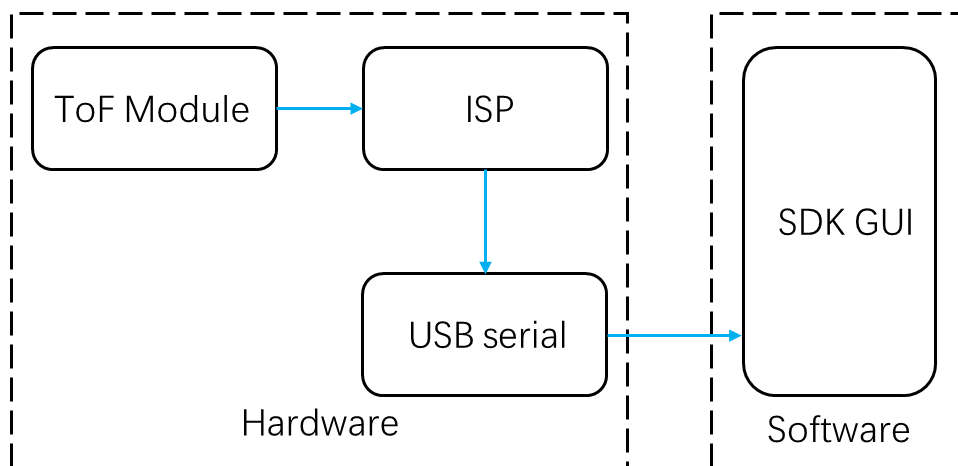 ToF Module
ISP
SDK GUI
USB serial
Hardware
Software